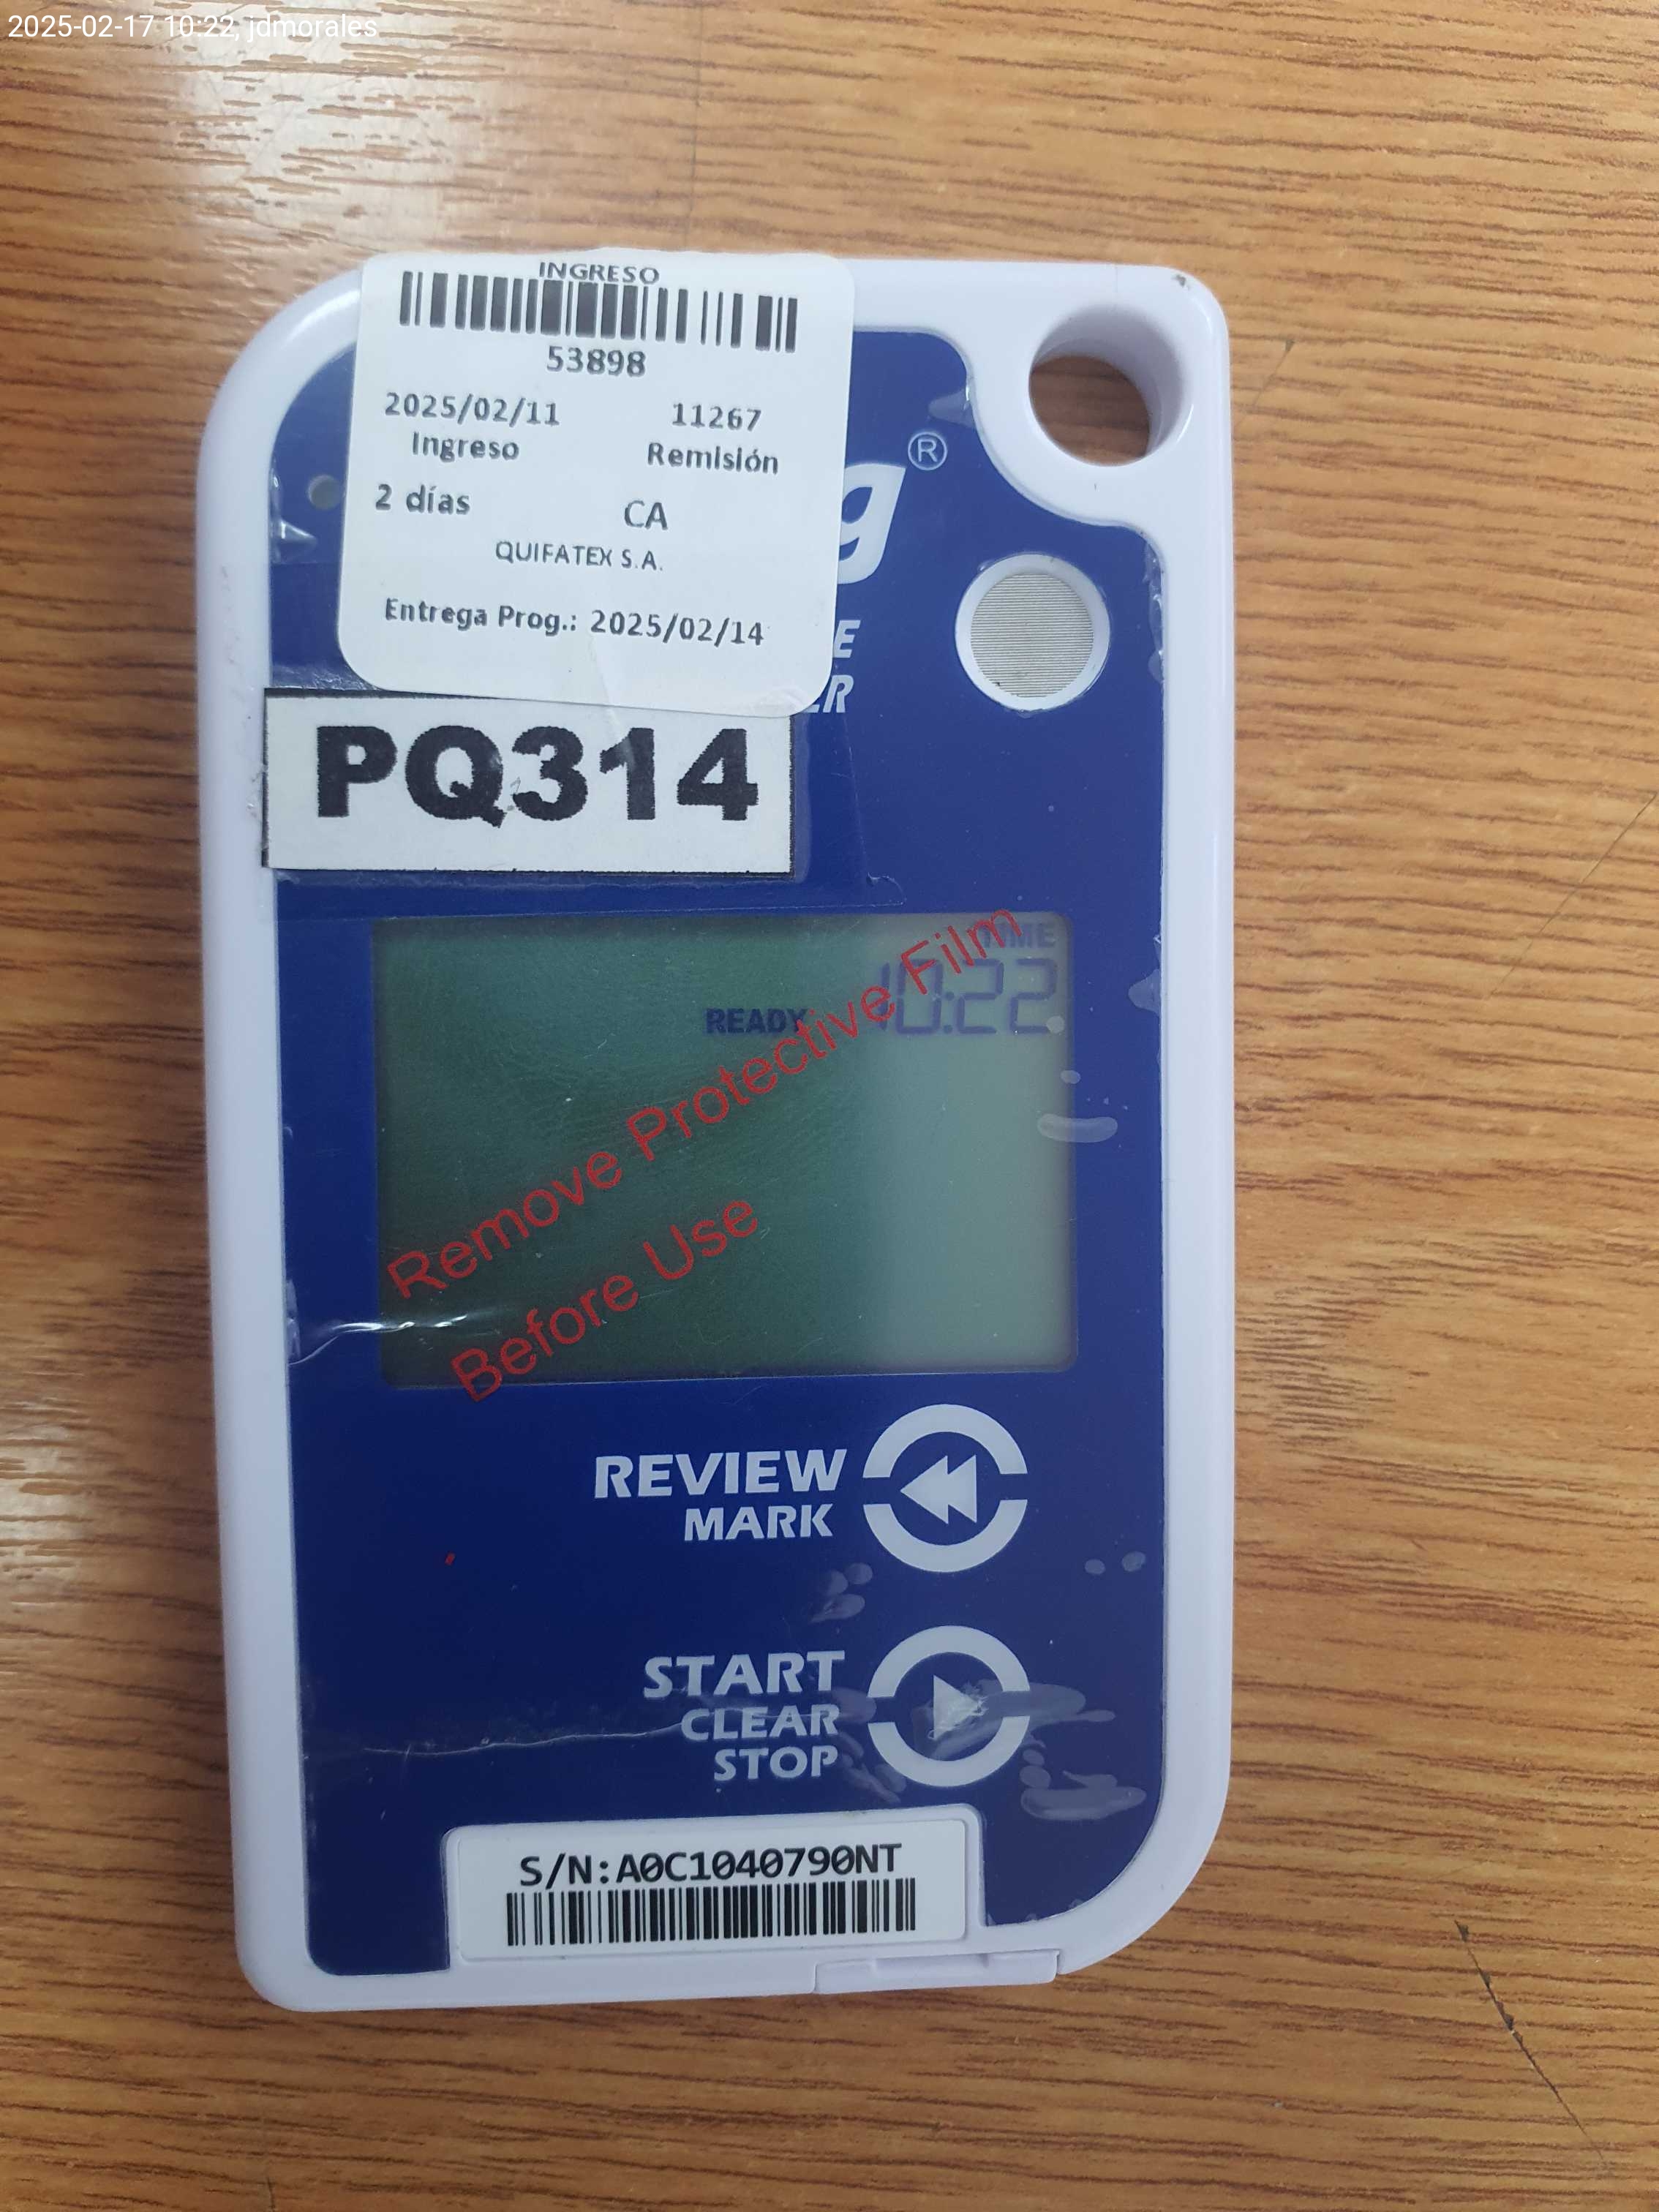 2025-02-17 10:22, jdmorales
INGRESO
53898
2025/02/11 11267
Ingreso Remisión
2 días CA
QUIFATEX S.A.
Entrega Prog.: 2025/02/14
®
PQ314
TIME
READY 10:22
Remove Protective Film
Before Use
REVIEW
MARK
START
CLEAR
STOP
S/N:A0C1040790NT